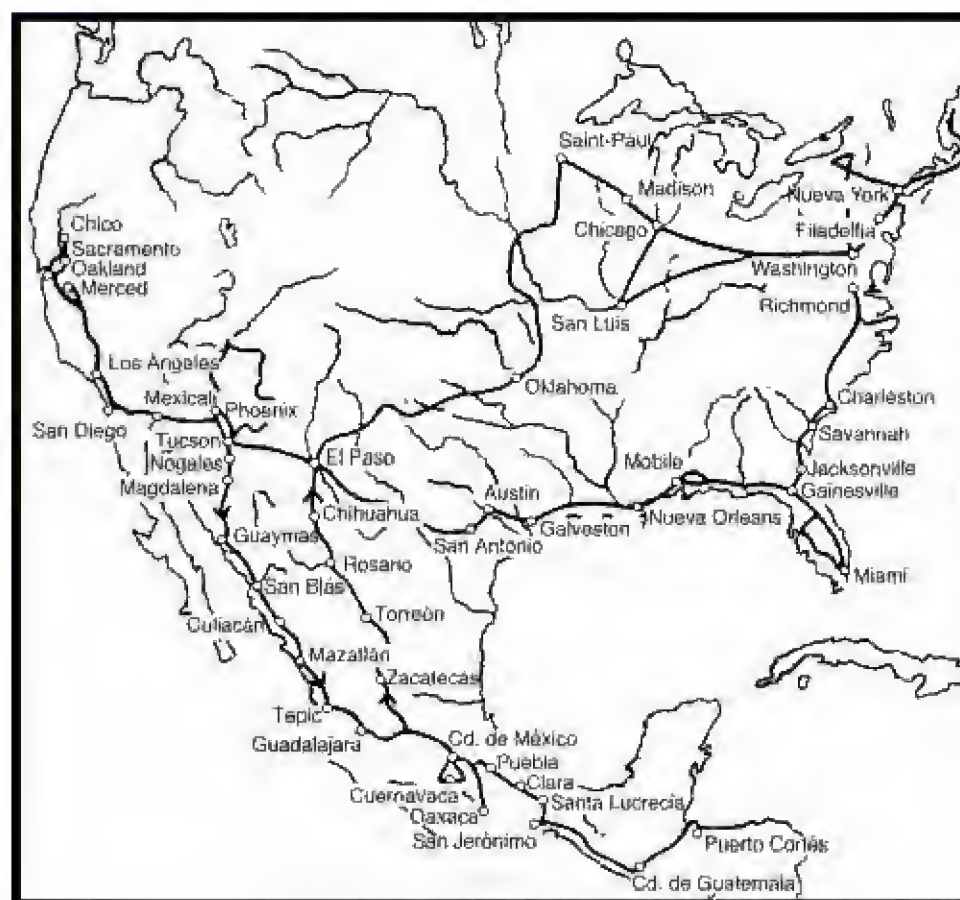 Saint-Paul
Madison
Nueva York
Chicago
Filadelfia
Chico
Sacramento
Oakland
Merced
Washington
Richmond
San Luis
Los Angeles
Oklahoma
Mexicali
Phoenix
San Diego
Charleston
Tucson
Savannah
El Paso
Nogales
Mobile
Jacksonville
Magdalena
Gainesville
Austin
Chihuahua
Galveston
Nueva Orleans
Guaymas
San Antonio
Rosario
Miami
San Blás
Torreón
Culiacán
Mazatlán
Zacatecas
Tepic
Guadalajara
Cd. de México
Puebla
Clara
Cuernavaca
Santa Lucrecia
Oaxaca
San Jerónimo
Puerto Cortés
Cd. de Guatemala